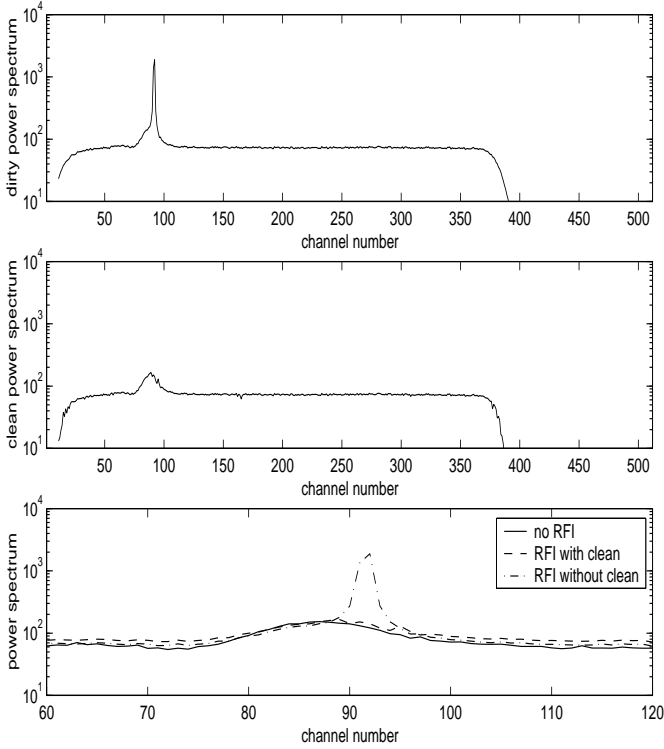 10^4
10^3
10^2
10^1
dirty power spectrum
50 100 150 200 250 300 350 400 450 500
channel number
10^4
10^3
10^2
10^1
clean power spectrum
50 100 150 200 250 300 350 400 450 500
channel number
10^4
10^3
10^2
10^1
power spectrum
no RFI
RFI with clean
RFI without clean
60 70 80 90 100 110 120
channel number